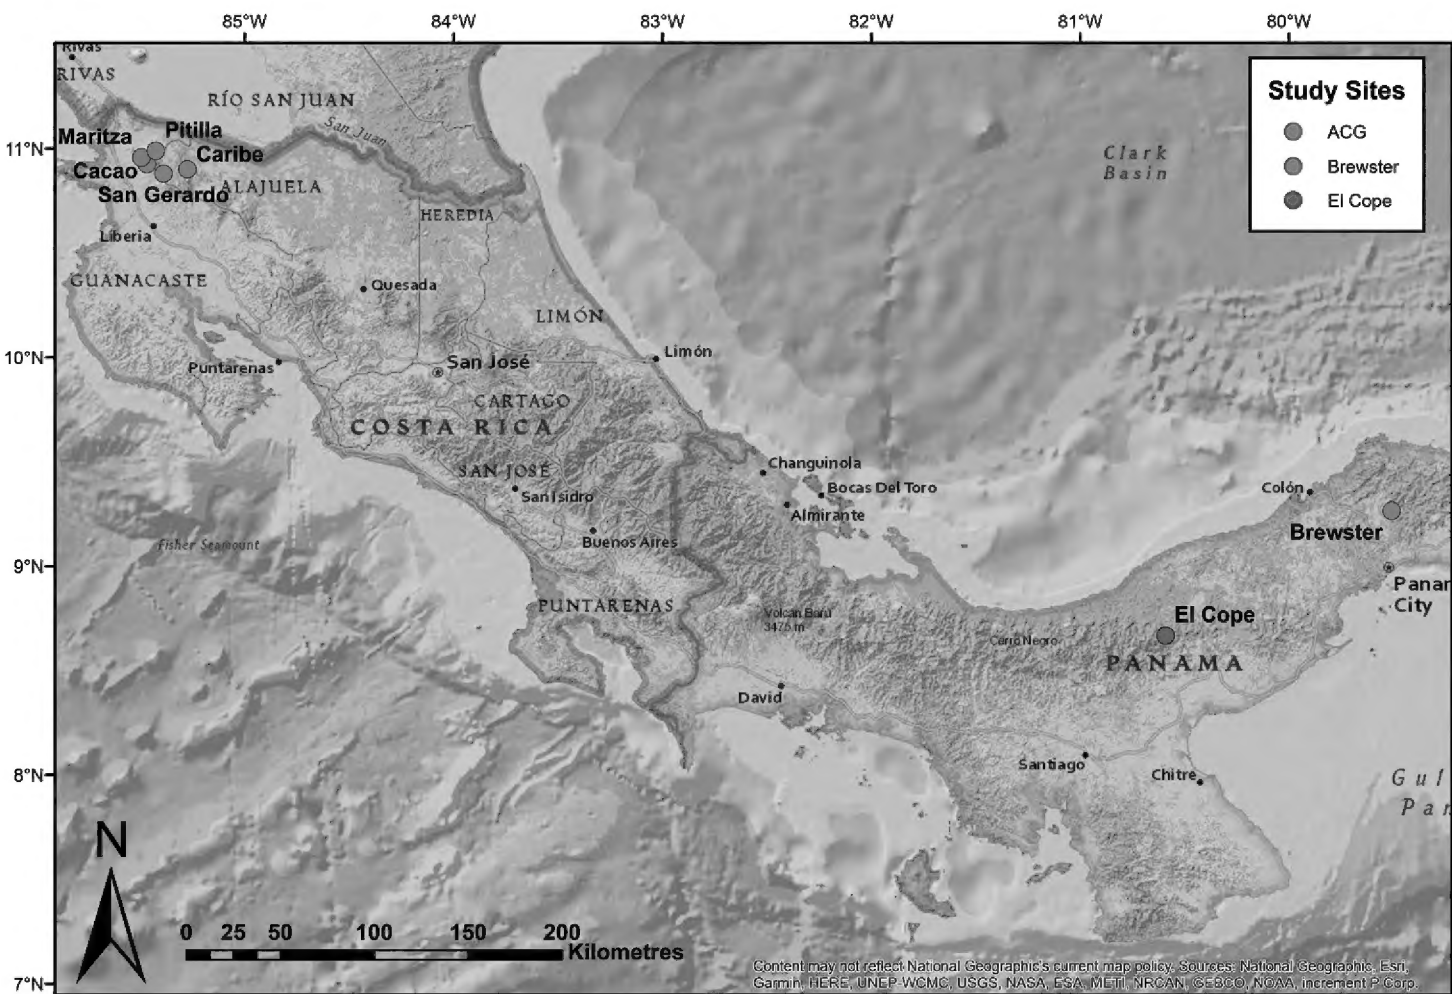 85°W 84°W 83°W 82°W 81°W 80°W
Rivas
RIVAS
RÍO SAN JUAN
San Juan
Study Sites
ACG
Brewster
El Cope
Maritza
Pitilla
11°N
Cacao
Caribe
San Gerardo
ALAJUELA
HEREDIA
Clark
Basin
Liberia
GUANACASTE
Quesada
LIMÓN
10°N
Puntarenas
San José
Limón
CARTAGO
COSTA RICA
SAN JOSÉ
San Isidro
Changuinola
Bocas Del Toro
Almirante
Colón
Brewster
Fisher Seamount
Buenos Aires
9°N
Panar
City
PUNTARENAS
Volcán Barú
3475 m
Cerro Negro
El Cope
PANAMA
David
8°N
Santiago
Chitre
Gul
Pan
N
0 25 50 100 150 200
Kilometres
7°N
Content may not reflect National Geographic's current map policy. Sources: National Geographic, Esri,
Garmin, HERE, UNEP-WCMC, USGS, NASA, ESA, METI, NRCAN, GEBCO, NOAA, increment P Corp.